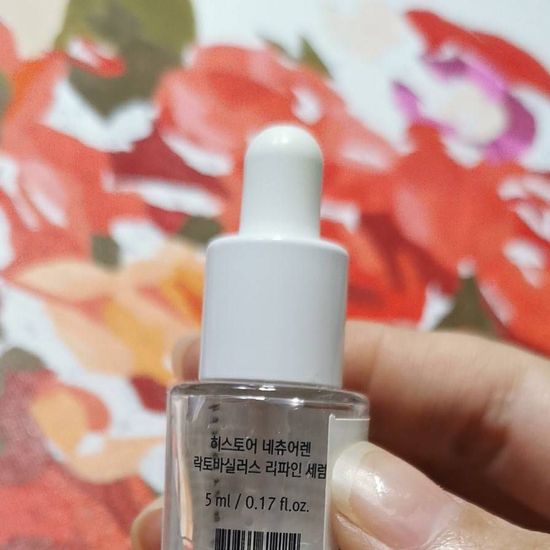 히스토어 네츄어렌
락토바실러스 리파인 세럼
5 ml / 0.17 fl.oz.